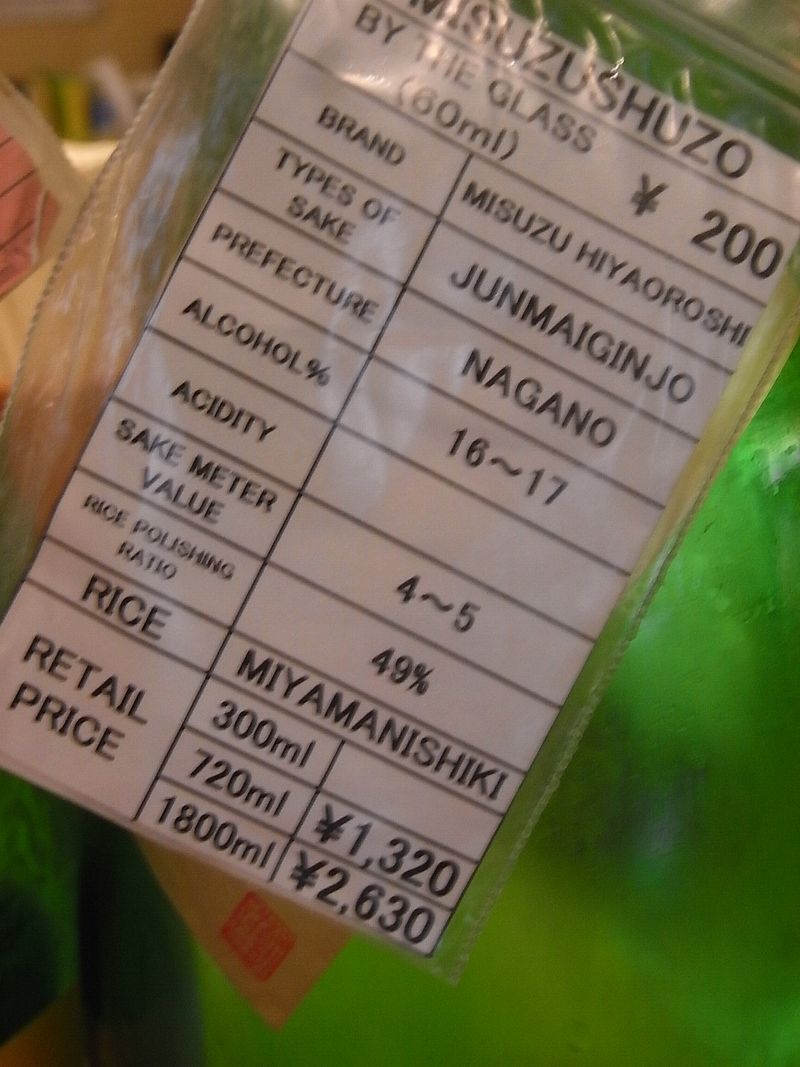 MISUZUSHUZO
BY THE GLASS
(60ml)
¥ 200
BRAND
MISUZU HIYAOROSHI
TYPES OF
SAKE
JUNMAIGINJO
PREFECTURE
NAGANO
ALCOHOL%
16～17
ACIDITY
SAKE METER
VALUE
4～5
RICE POLISHING
RATIO
49%
RICE
MIYAMANISHIKI
RETAIL
PRICE
300ml
720ml ¥1,320
1800ml ¥2,630